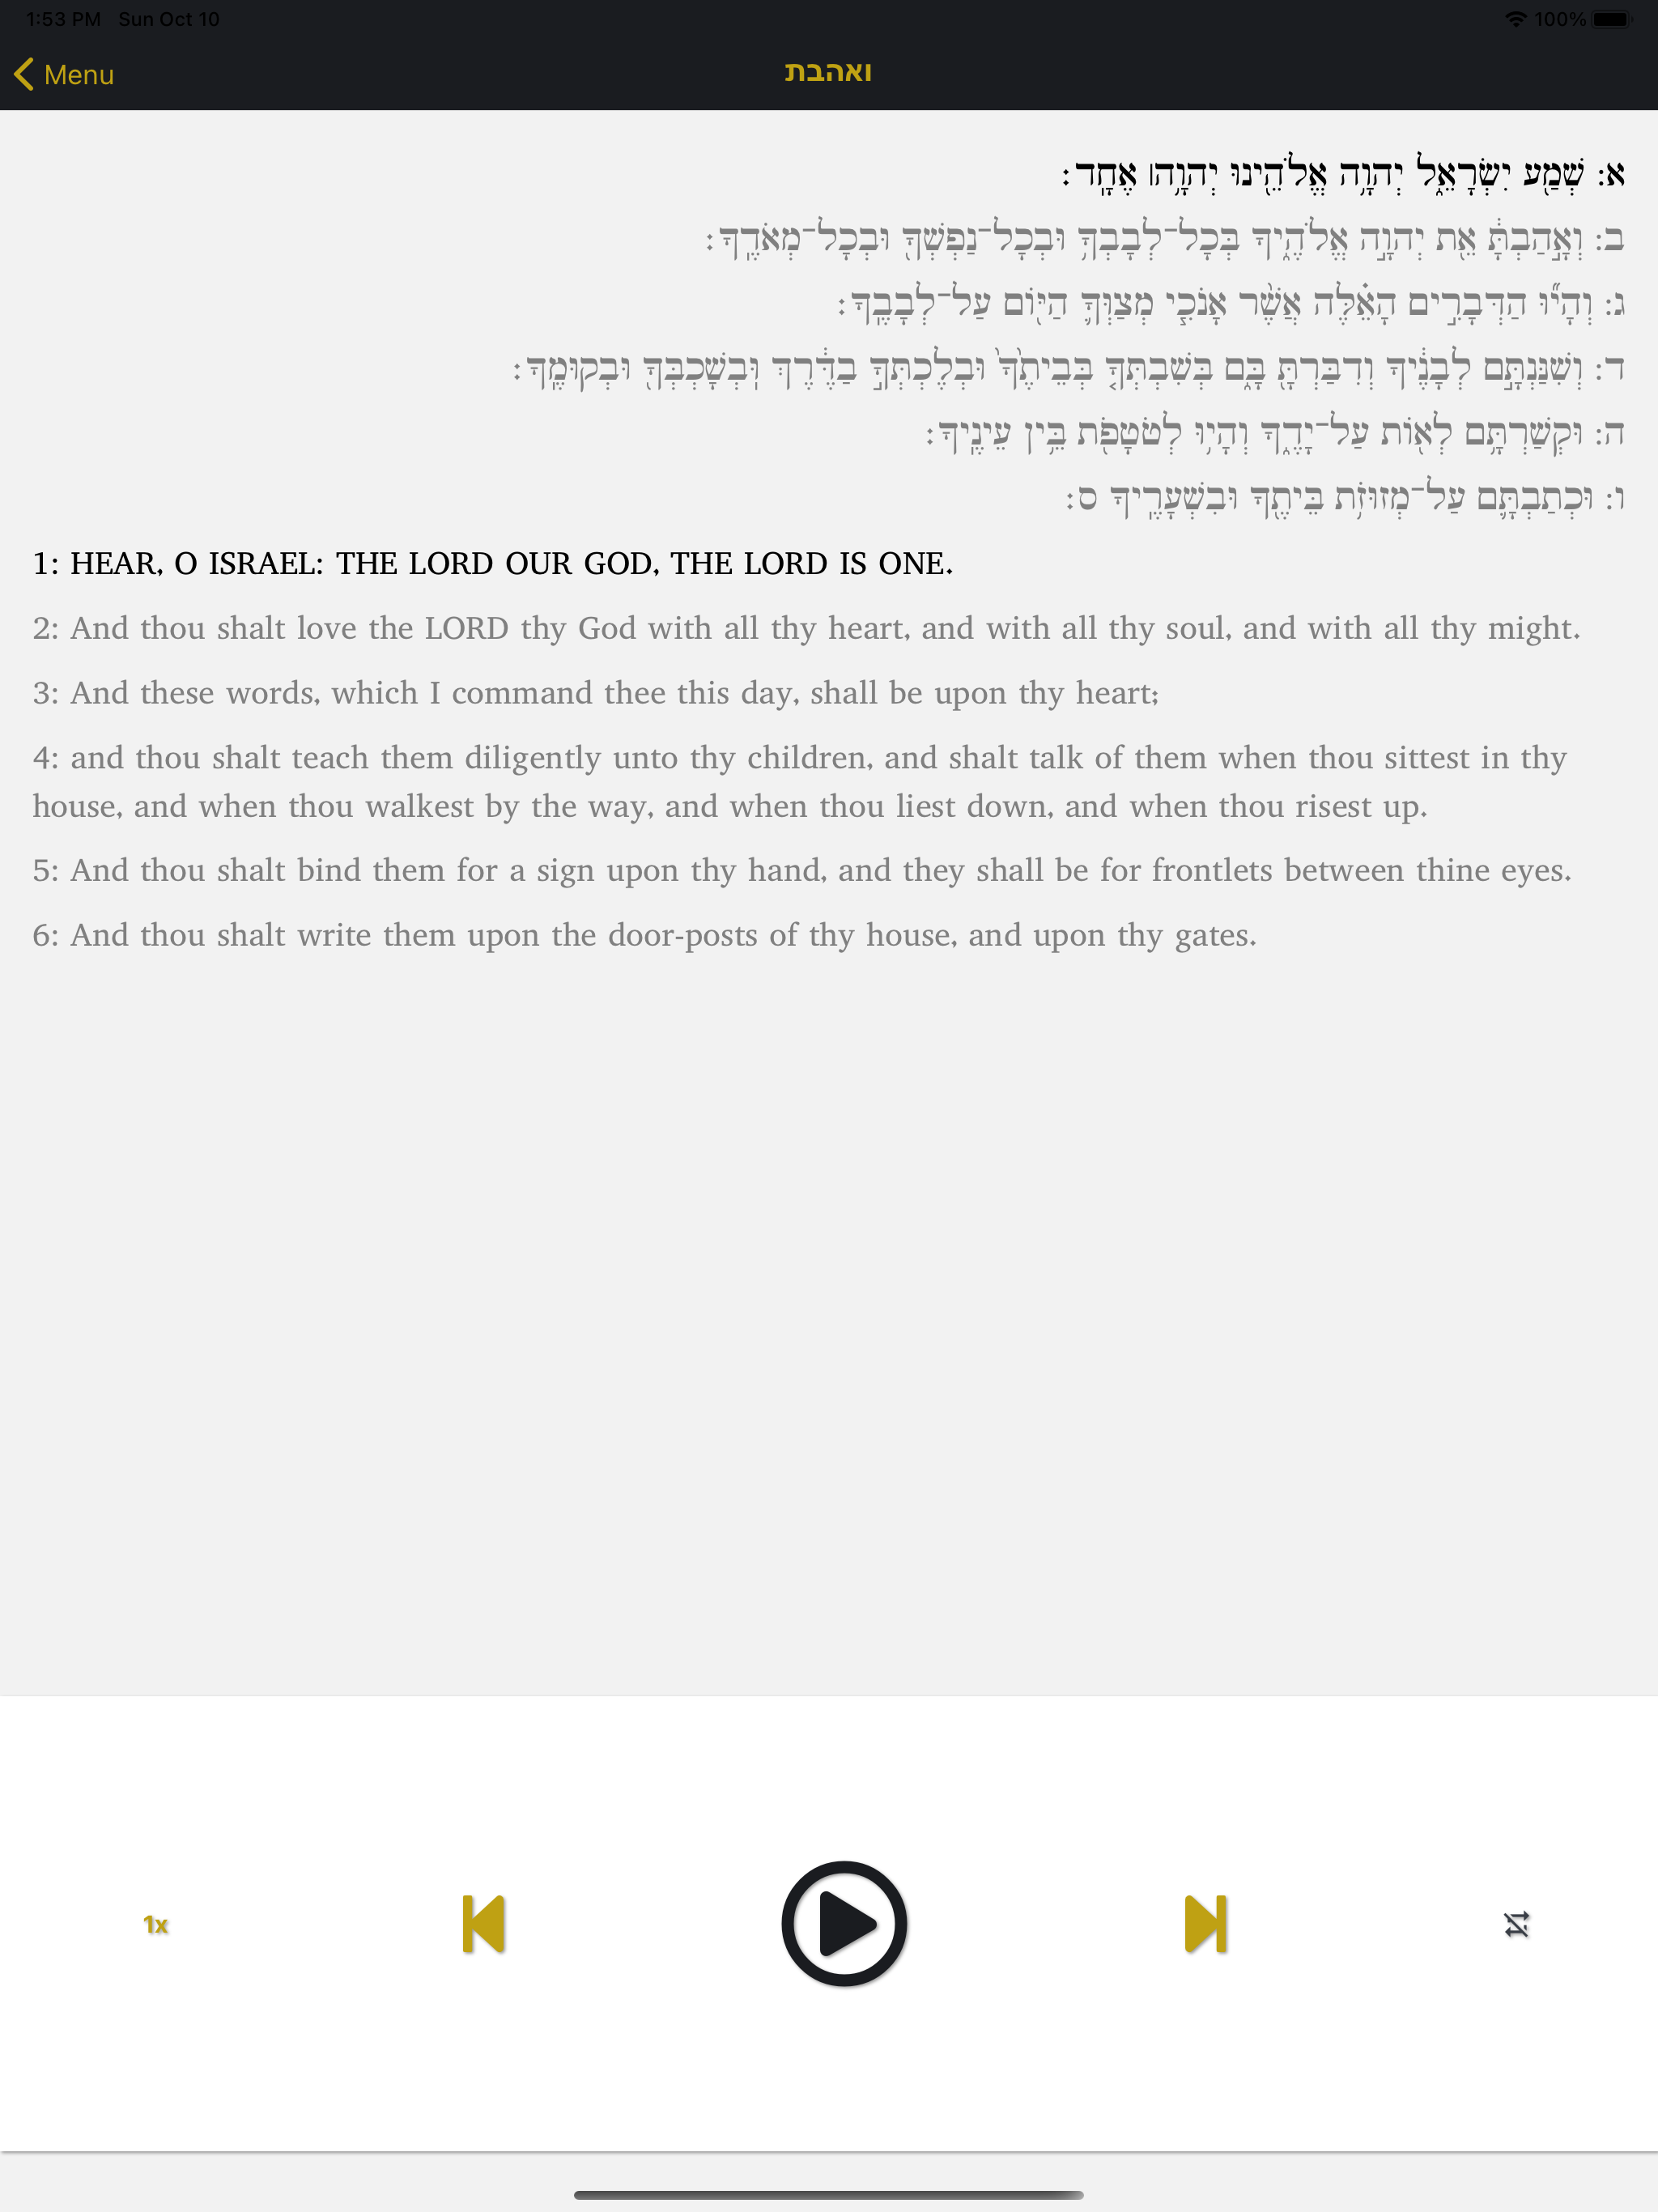 1:53 PM Sun Oct 10 100%
Menu ואהבת
א: שְׁמַ֖ע יִשְׂרָאֵ֑ל יְהוָ֥ה אֱלֹהֵ֖ינוּ יְהוָ֥ה׀ אֶחָֽד׃
ב: וְאָ֣הַבְתָּ֔ אֵ֖ת יְהוָ֣ה אֱלֹהֶ֑יךָ בְּכָל־לְבָבְךָ֥ וּבְכָל־נַפְשְׁךָ֖ וּבְכָל־מְאֹדֶֽךָ׃
ג: וְהָי֞וּ הַדְּבָרִ֣ים הָאֵ֗לֶּה אֲשֶׁ֨ר אָנֹכִ֧י מְצַוְּךָ֛ הַיּ֖וֹם עַל־לְבָבֶֽךָ׃
ד: וְשִׁנַּנְתָּ֣ם לְבָנֶ֔יךָ וְדִבַּרְתָּ֖ בָּ֑ם בְּשִׁבְתְּךָ֤ בְּבֵיתֶ֙ךָ֙ וּבְלֶכְתְּךָ֣ בַדֶּ֔רֶךְ וּֽבְשָׁכְבְּךָ֖ וּבְקוּמֶֽךָ׃
ה: וּקְשַׁרְתָּ֥ם לְא֖וֹת עַל־יָדֶ֑ךָ וְהָי֥וּ לְטֹטָפֹ֖ת בֵּ֥ין עֵינֶֽיךָ׃
ו: וּכְתַבְתָּ֛ם עַל־מְזוּזֹ֥ת בֵּיתֶ֖ךָ וּבִשְׁעָרֶֽיךָ ס׃
1: HEAR, O ISRAEL: THE LORD OUR GOD, THE LORD IS ONE.
2: And thou shalt love the LORD thy God with all thy heart, and with all thy soul, and with all thy might.
3: And these words, which I command thee this day, shall be upon thy heart;
4: and thou shalt teach them diligently unto thy children, and shalt talk of them when thou sittest in thy
house, and when thou walkest by the way, and when thou liest down, and when thou risest up.
5: And thou shalt bind them for a sign upon thy hand, and they shall be for frontlets between thine eyes.
6: And thou shalt write them upon the door-posts of thy house, and upon thy gates.
1x